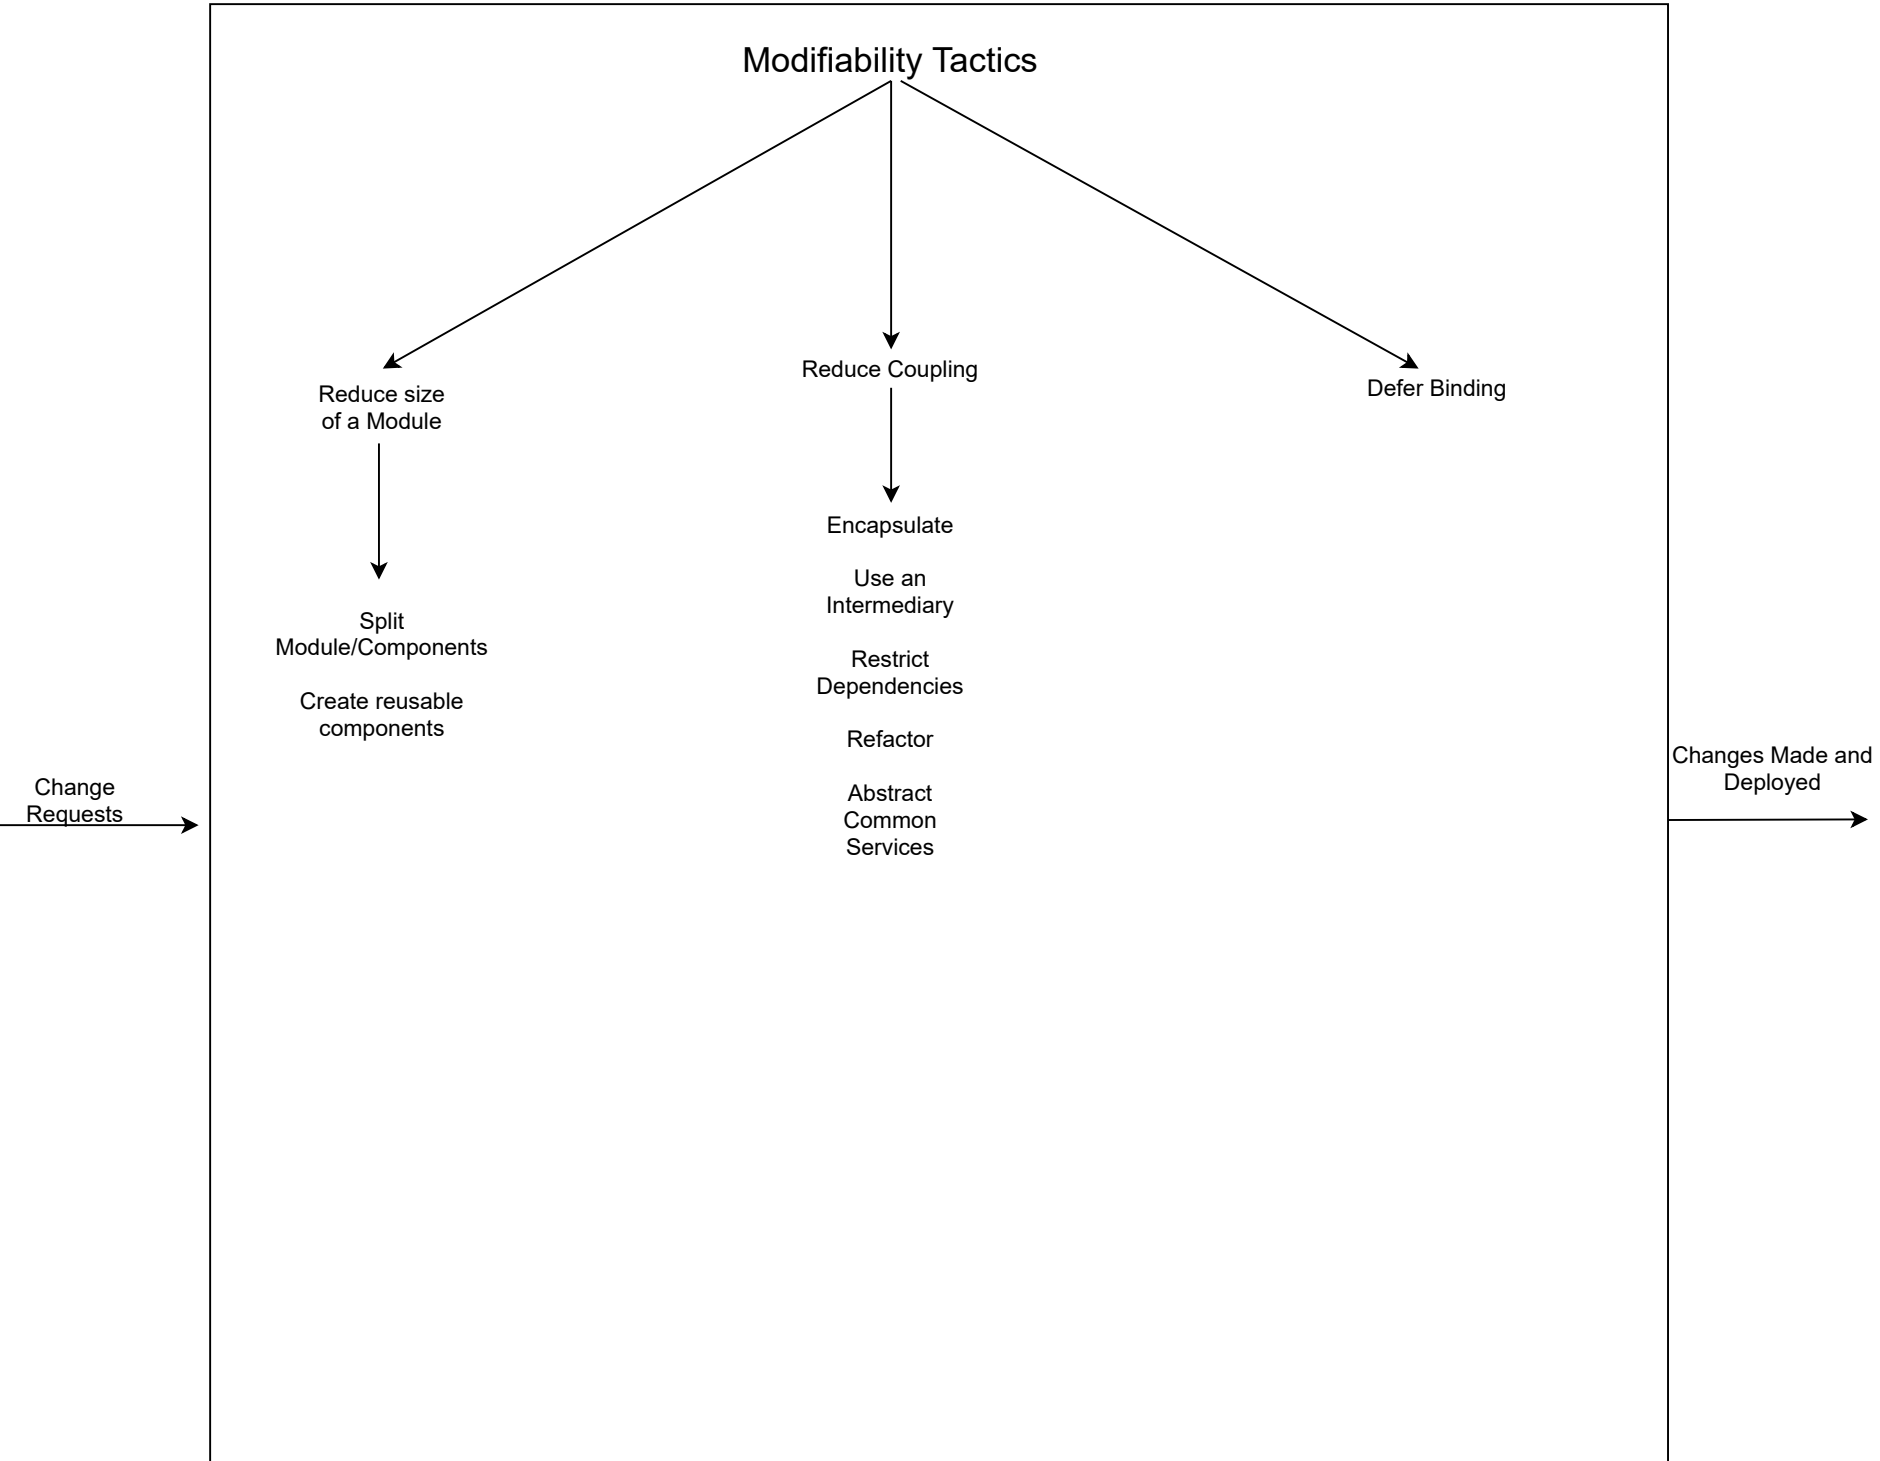 Modifiability Tactics
Reduce size
of a Module
Split
Module/Components
Create reusable
components
Reduce Coupling
Encapsulate
Use an
Intermediary
Restrict
Dependencies
Refactor
Abstract
Common
Services
Defer Binding
Change
Requests
Changes Made and
Deployed